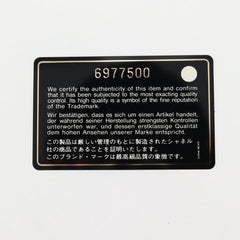 6977500
We certify the authenticity of this item and confirm
that it has been subjected to the most exacting quality
control. Its high quality is a symbol of the fine reputation
of the Trademark.
Wir bestätigen, dass es sich um einen Artikel handelt,
der während seiner Herstellung strengsten Kontrollen
unterworfen war, und dessen erstklassige Qualität
dem hohen Ansehen unserer Marke entspricht.
この製品は厳しい管理のもとに製造されたシャネル
社の商品であることを証明いたします。
このブランド・マークは最高級品質の象徴です。